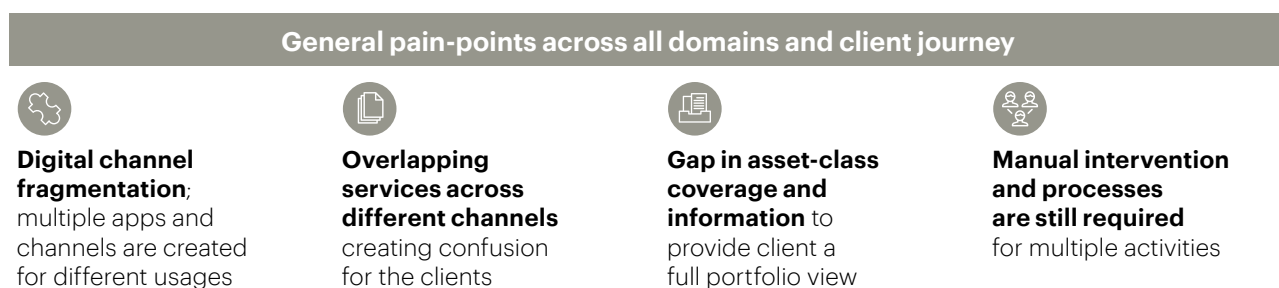 General pain-points across all domains and client journey
Digital channel
fragmentation;
multiple apps and
channels are created
for different usages
Overlapping
services across
different channels
creating confusion
for the clients
Gap in asset-class
coverage and
information to
provide client a
full portfolio view
Manual intervention
and processes
are still required
for multiple activities